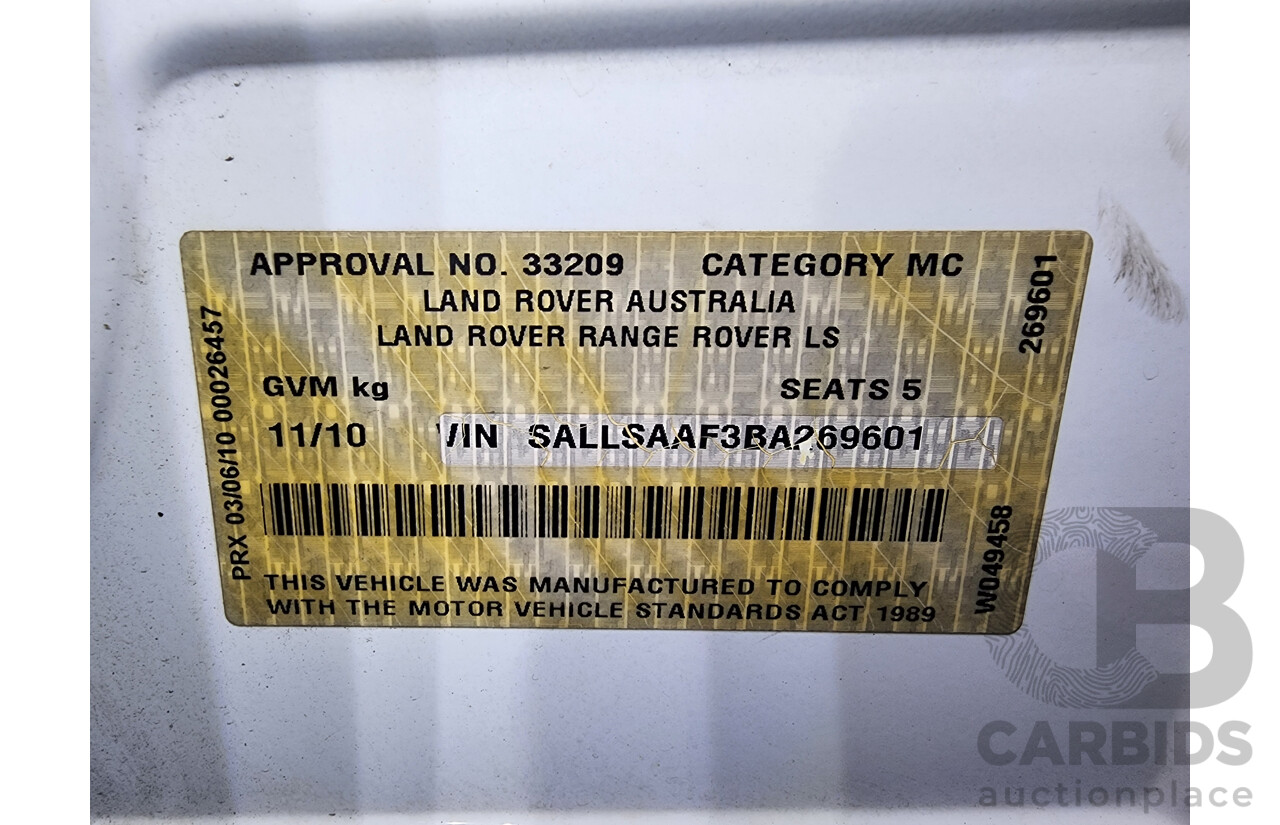 APPROVAL NO. 33209 CATEGORY MC
LAND ROVER AUSTRALIA
LAND ROVER RANGE ROVER LS
GVM kg SEATS 5
11/10 VIN SALLSAAF3BA269601
THIS VEHICLE WAS MANUFACTURED TO COMPLY
WITH THE MOTOR VEHICLE STANDARDS ACT 1989
PRX 03/06/10 00026457
269601
W049458
CB
CARBIDS
auctionplace